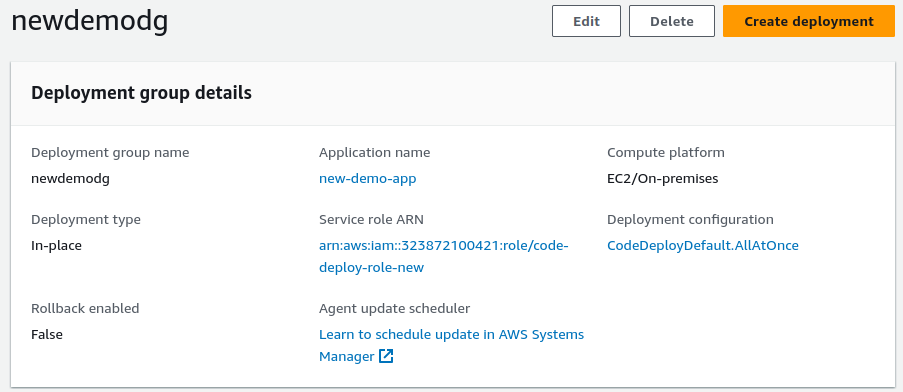 newdemodg
Edit
Delete
Create deployment
Deployment group details
Deployment group name
newdemodg
Application name
new-demo-app
Compute platform
EC2/On-premises
Deployment type
In-place
Service role ARN
arn:aws:iam::323872100421:role/code-
deploy-role-new
Deployment configuration
CodeDeployDefault.AllAtOnce
Rollback enabled
False
Agent update scheduler
Learn to schedule update in AWS Systems
Manager